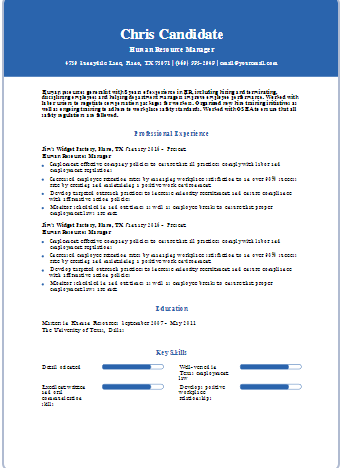 Chris Candidate
Human Resource Manager
4759 Sunnyville Lane, Plano, TX 75071 | (469) 555-2805 | email@youremail.com
Human resources generalist with 8 years of experience in HR, including hiring and terminating,
disciplining employees and helping department managers improve employee performance. Worked with
labor unions to negotiate compensation packages for workers. Organized new hire training initiatives as
well as ongoing training to adhere to workplace safety standards. Worked with OSHA to ensure that all
safety regulations are followed.
Professional Experience
Jim's Widget Factory, Plano, TX January 2016 - Present
Human Resource Manager
Implement effective company policies to ensure that all practices comply with labor and
employment regulations
Increased employee retention rates by managing workplace satisfaction to an over 90% success
rate by creating and maintaining a positive work environment
Develop targeted outreach practices to increase minority recruitment and ensure compliance
with affirmative action policies
Monitor scheduled in and out times as well as employee breaks to ensure that proper
employment laws are met
Jim's Widget Factory, Plano, TX January 2016 - Present
Human Resource Manager
Implement effective company policies to ensure that all practices comply with labor and
employment regulations
Increased employee retention rates by managing workplace satisfaction to an over 90% success
rate by creating and maintaining a positive work environment
Develop targeted outreach practices to increase minority recruitment and ensure compliance
with affirmative action policies
Monitor scheduled in and out times as well as employee breaks to ensure that proper
employment laws are met
Education
Masters in Human Resources September 2007 - May 2011
The University of Texas, Dallas
Key Skills
Detail oriented
Well-versed in
Texas employment
law
Excellent written
and oral
communication
skills
Develops positive
workplace
relationships